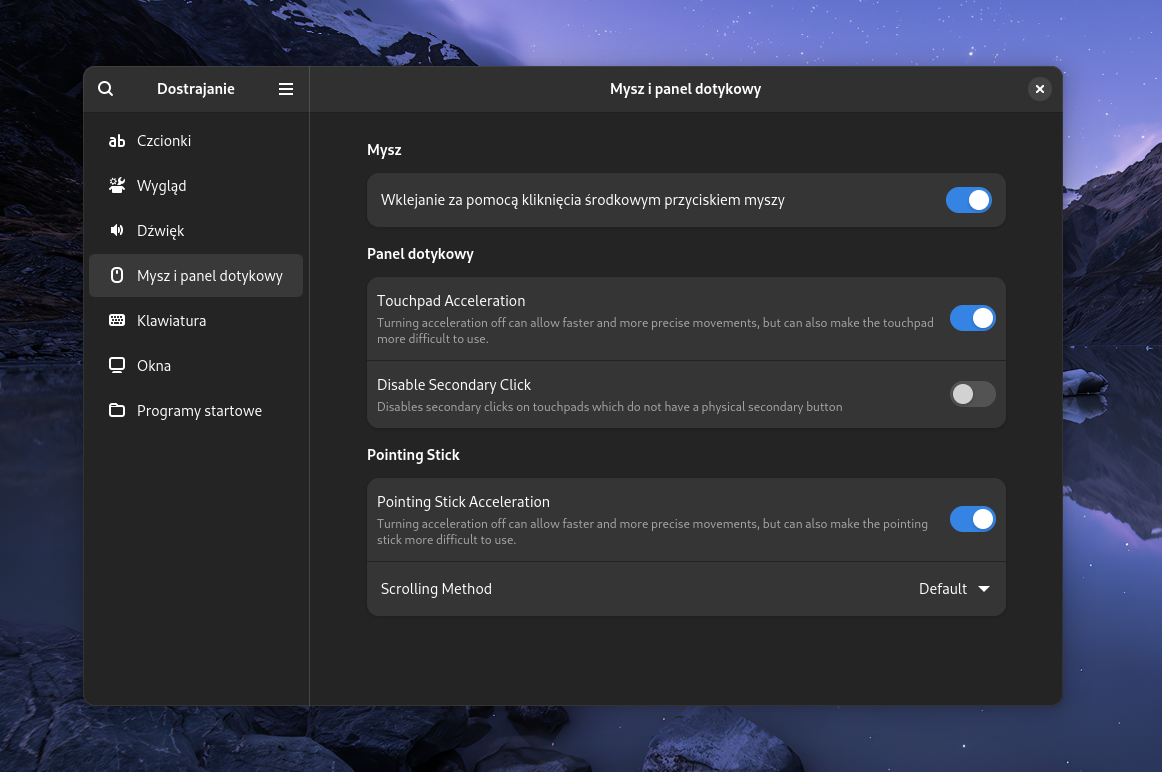 Dostrajanie
Mysz i panel dotykowy
ab Czcionki
Wygląd
Dźwięk
Mysz i panel dotykowy
Klawiatura
Okna
Programy startowe
Mysz
Wklejanie za pomocą kliknięcia środkowym przyciskiem myszy
Panel dotykowy
Touchpad Acceleration
Turning acceleration off can allow faster and more precise movements, but can also make the touchpad
more difficult to use.
Disable Secondary Click
Disables secondary clicks on touchpads which do not have a physical secondary button
Pointing Stick
Pointing Stick Acceleration
Turning acceleration off can allow faster and more precise movements, but can also make the pointing
stick more difficult to use.
Scrolling Method
Default